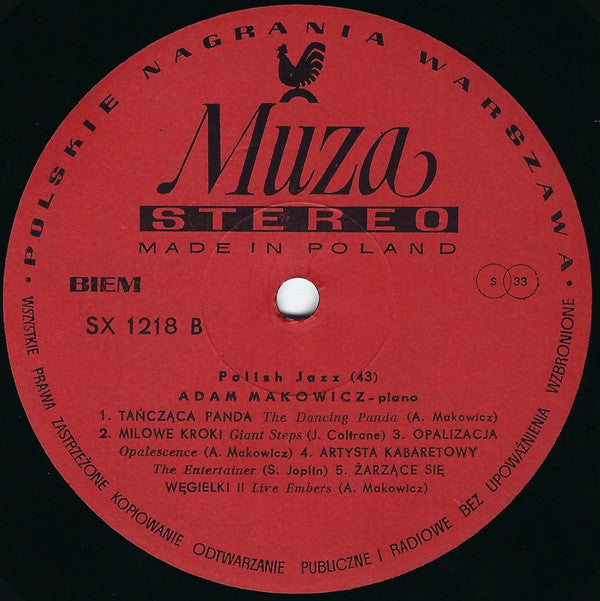 • POLSKIE NAGRANIA WARSZAWA •
Muza
STEREO
MADE IN POLAND
BIEM
S 33
SX 1218 B
Polish Jazz (43)
ADAM MAKOWICZ - piano
1. TAŃCZĄCA PANDA The Dancing Panda (A. Makowicz)
2. MILOWE KROKI Giant Steps (J. Coltrane) 3. OPALIZACJA
Opalescence (A. Makowicz) 4. ARTYSTA KABARETOWY
The Entertainer (S. Joplin) 5. ŻARZĄCE SIĘ
WĘGIELKI II Live Embers (A. Makowicz)
WSZYSTKIE PRAWA ZASTRZEŻONE KOPIOWANIE ODTWARZANIE PUBLICZNE I RADIOWE BEZ UPOWAŻNIENIA WZBRONIONE